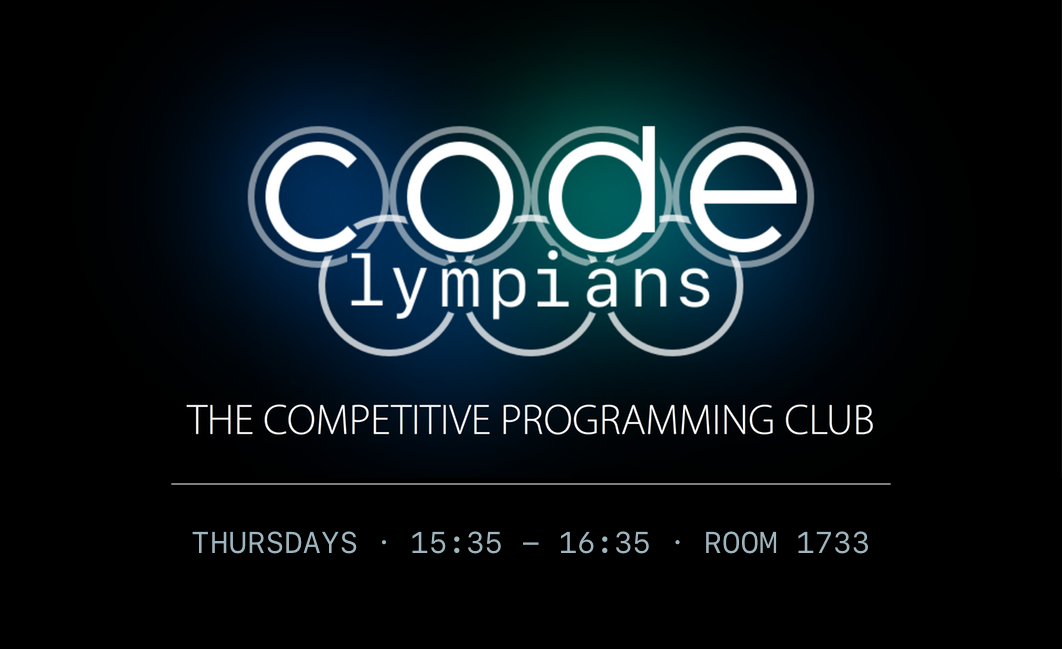 code
lympians
THE COMPETITIVE PROGRAMMING CLUB
THURSDAYS · 15:35 – 16:35 · ROOM 1733